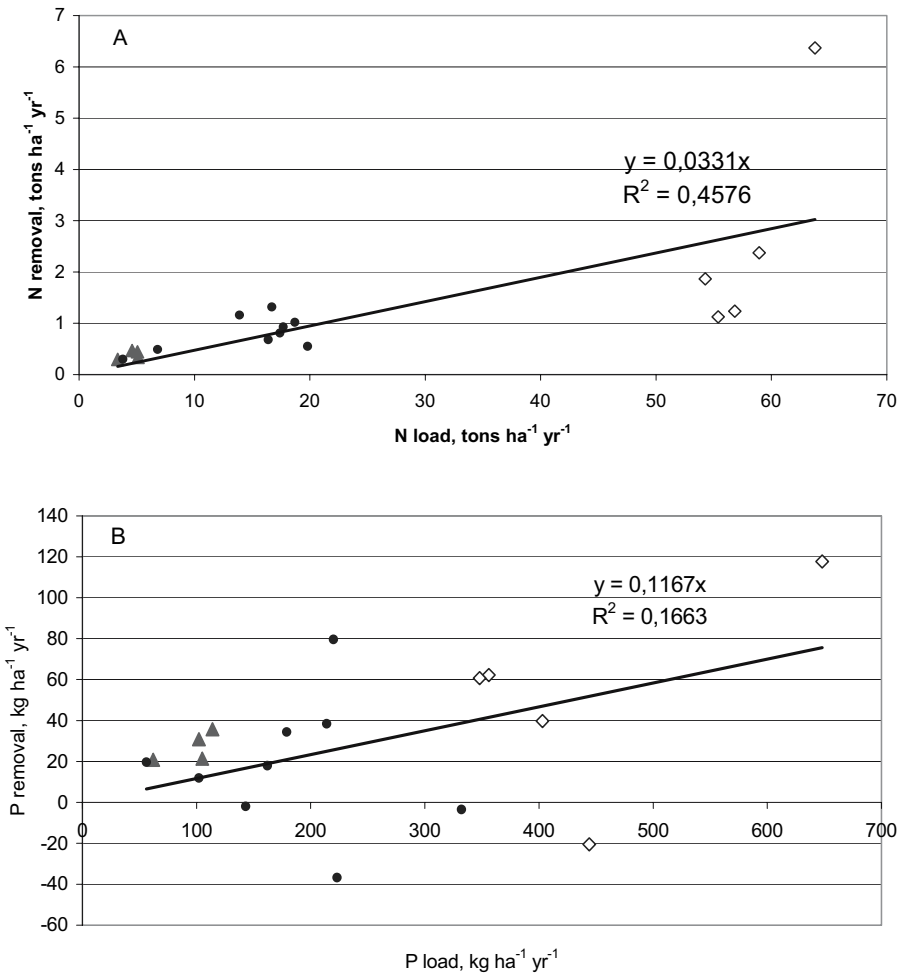 7
A
6
5
4
3
2
1
0
N removal, tons ha⁻¹ yr⁻¹
y = 0,0331x
R² = 0,4576
0 10 20 30 40 50 60 70
N load, tons ha⁻¹ yr⁻¹
140
B
120
100
80
60
40
20
0
-20
-40
-60
P removal, kg ha⁻¹ yr⁻¹
y = 0,1167x
R² = 0,1663
0 100 200 300 400 500 600 700
P load, kg ha⁻¹ yr⁻¹